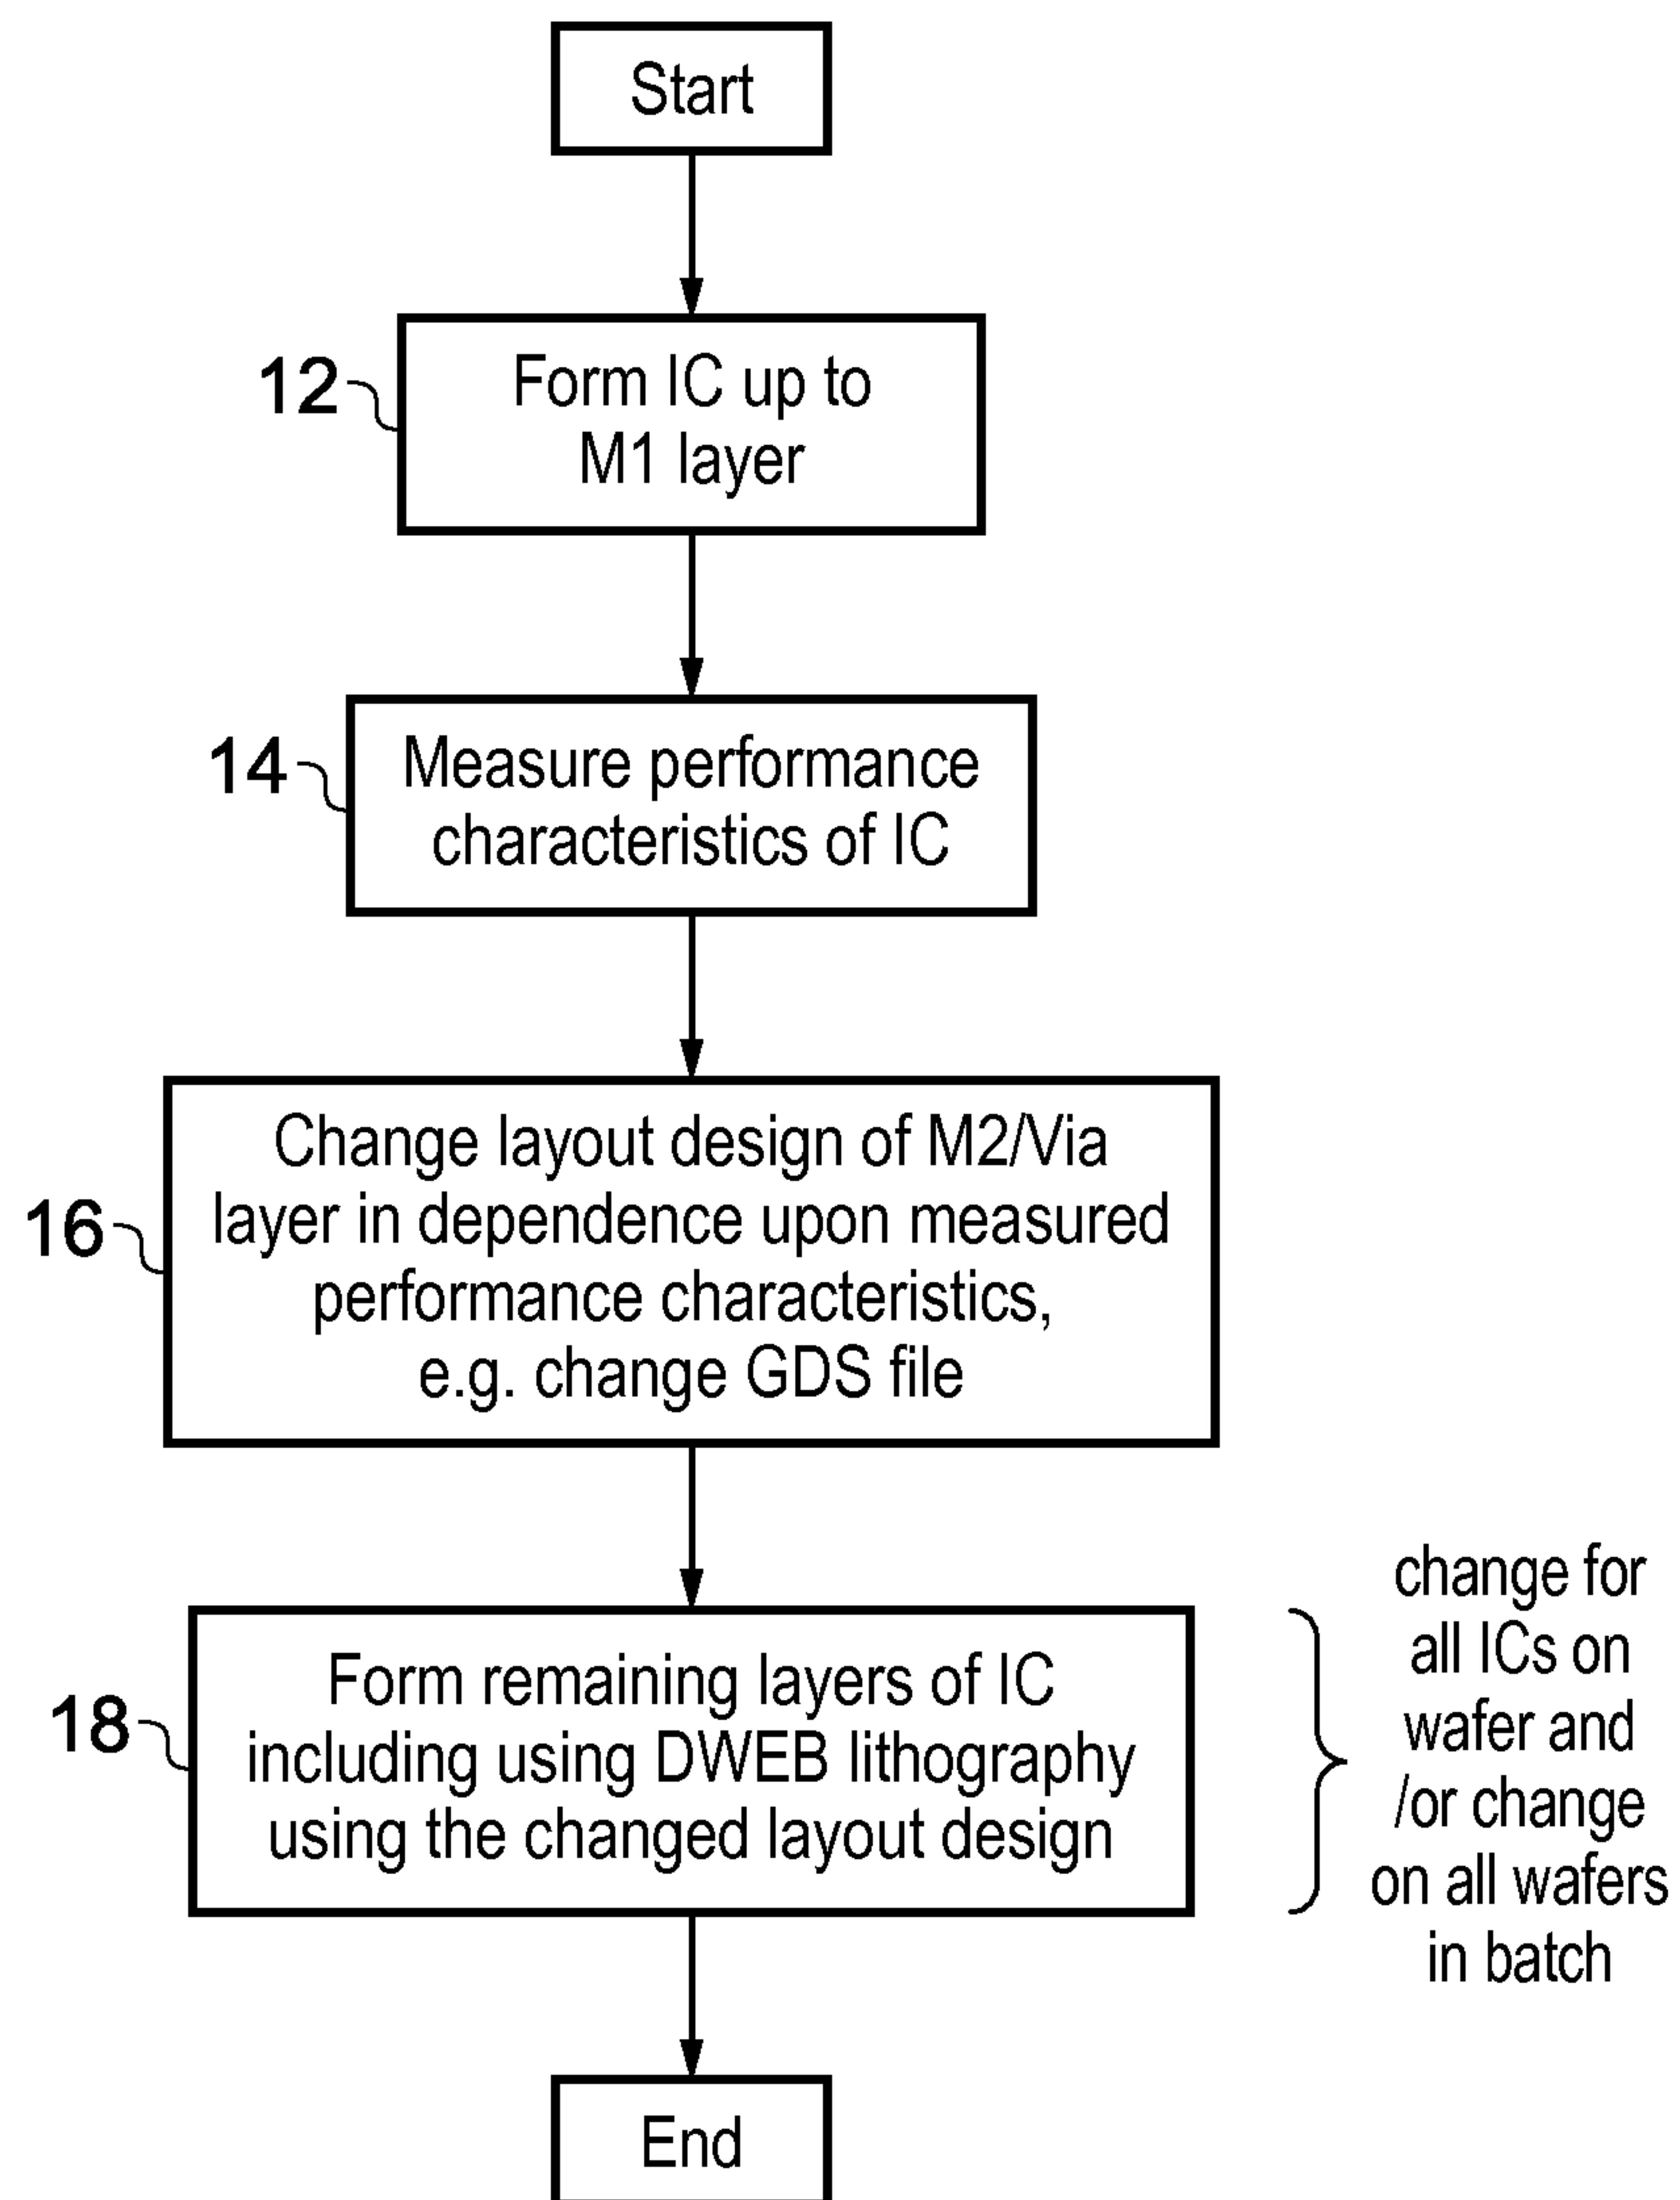 Start
12
Form IC up to
M1 layer
14
Measure performance
characteristics of IC
16
Change layout design of M2/Via
layer in dependence upon measured
performance characteristics,
e.g. change GDS file
18
Form remaining layers of IC
including using DWEB lithography
using the changed layout design
change for
all ICs on
wafer and
/or change
on all wafers
in batch
End